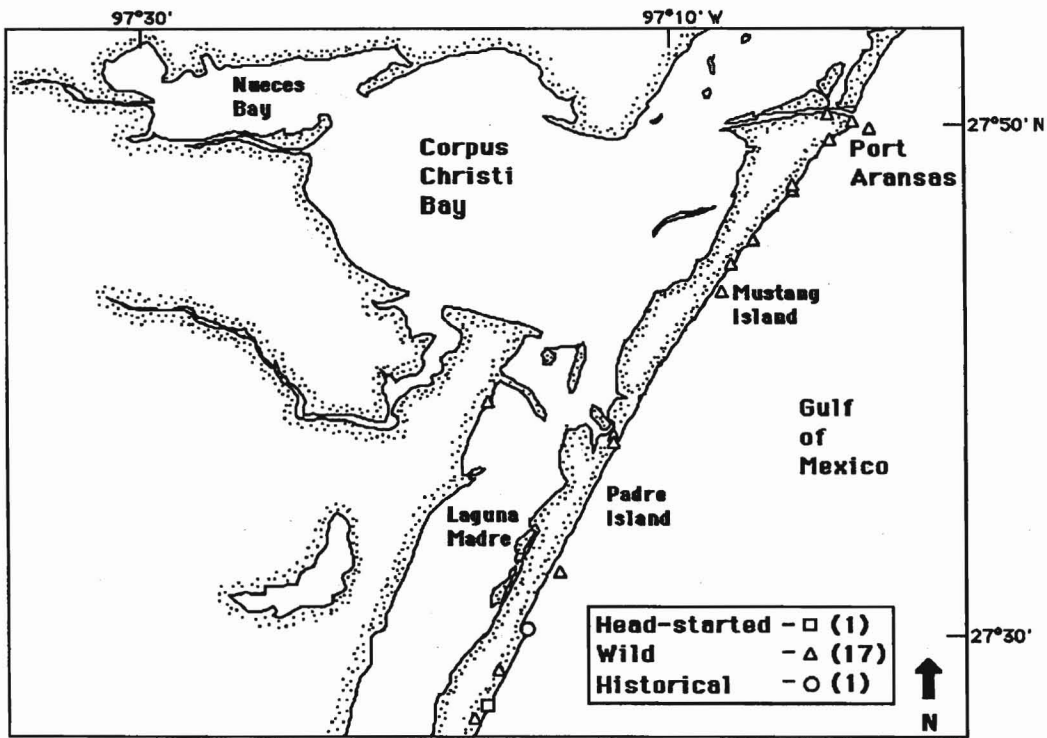 97°30'
97°10' W
Nueces
Bay
Corpus
Christi
Bay
27°50' N
Port
Aransas
Mustang
Island
Gulf
of
Mexico
Padre
Island
Laguna
Madre
Head-started - □ (1)
Wild - △ (17)
Historical - ○ (1)
27°30'
N